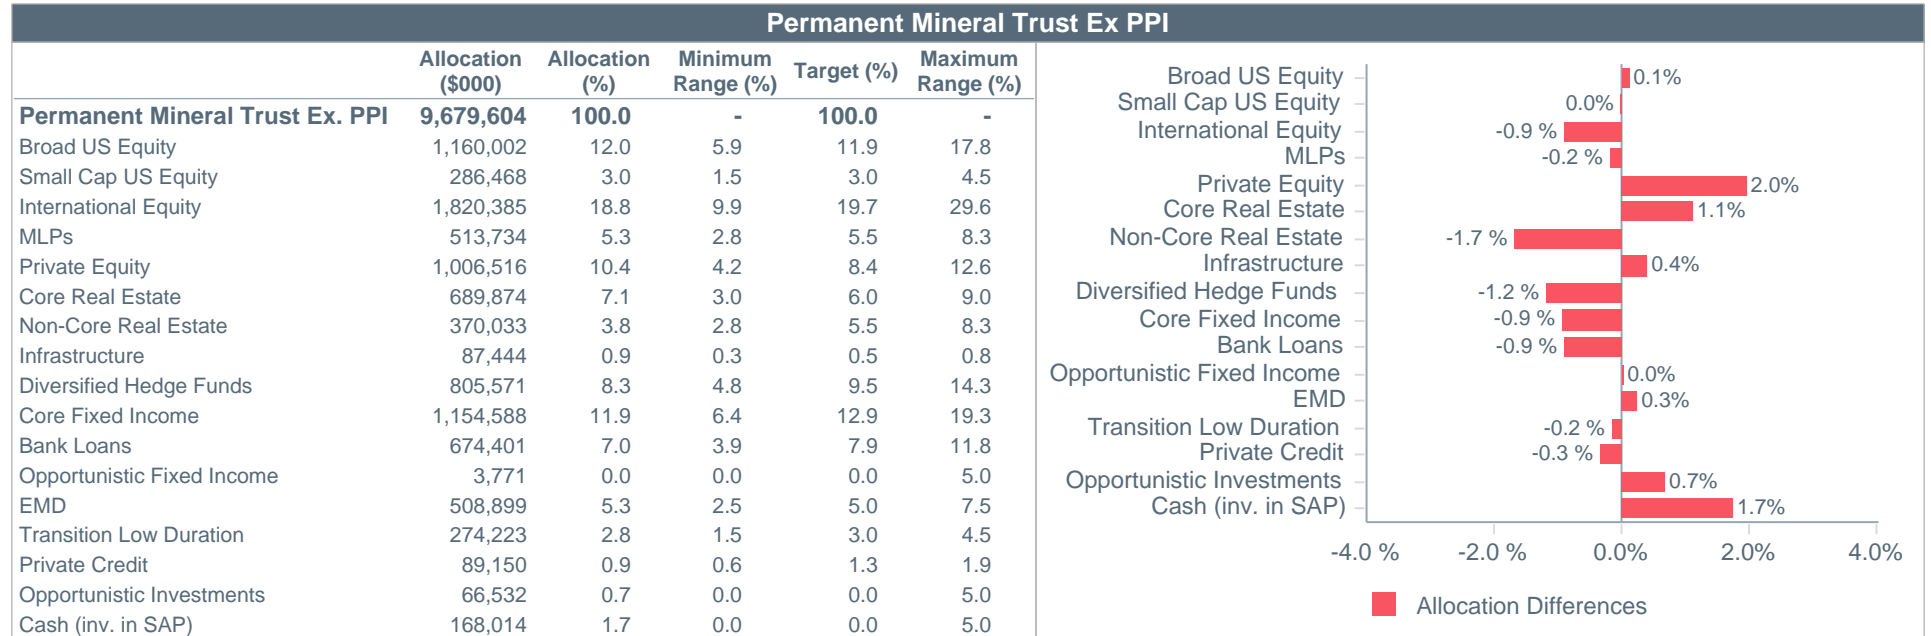 Permanent Mineral Trust Ex PPI
Allocation ($000) Allocation (%) Minimum Range (%) Target (%) Maximum Range (%)
Permanent Mineral Trust Ex. PPI 9,679,604 100.0 - 100.0 -
Broad US Equity 1,160,002 12.0 5.9 11.9 17.8
Small Cap US Equity 286,468 3.0 1.5 3.0 4.5
International Equity 1,820,385 18.8 9.9 19.7 29.6
MLPs 513,734 5.3 2.8 5.5 8.3
Private Equity 1,006,516 10.4 4.2 8.4 12.6
Core Real Estate 689,874 7.1 3.0 6.0 9.0
Non-Core Real Estate 370,033 3.8 2.8 5.5 8.3
Infrastructure 87,444 0.9 0.3 0.5 0.8
Diversified Hedge Funds 805,571 8.3 4.8 9.5 14.3
Core Fixed Income 1,154,588 11.9 6.4 12.9 19.3
Bank Loans 674,401 7.0 3.9 7.9 11.8
Opportunistic Fixed Income 3,771 0.0 0.0 0.0 5.0
EMD 508,899 5.3 2.5 5.0 7.5
Transition Low Duration 274,223 2.8 1.5 3.0 4.5
Private Credit 89,150 0.9 0.6 1.3 1.9
Opportunistic Investments 66,532 0.7 0.0 0.0 5.0
Cash (inv. in SAP) 168,014 1.7 0.0 0.0 5.0
Broad US Equity 0.1%
Small Cap US Equity 0.0%
International Equity -0.9 %
MLPs -0.2 %
Private Equity 2.0%
Core Real Estate 1.1%
Non-Core Real Estate -1.7 %
Infrastructure 0.4%
Diversified Hedge Funds -1.2 %
Core Fixed Income -0.9 %
Bank Loans -0.9 %
Opportunistic Fixed Income 0.0%
EMD 0.3%
Transition Low Duration -0.2 %
Private Credit -0.3 %
Opportunistic Investments 0.7%
Cash (inv. in SAP) 1.7%
-4.0 % -2.0 % 0.0% 2.0% 4.0%
Allocation Differences